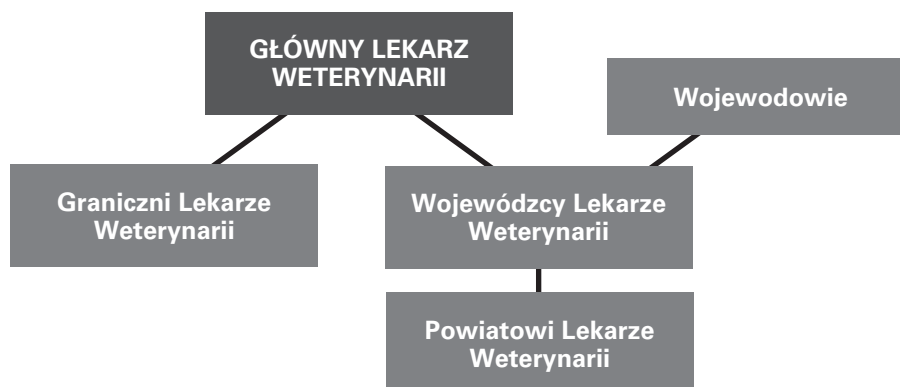 GŁÓWNY LEKARZ
WETERYNARII
Wojewodowie
Graniczni Lekarze
Weterynarii
Wojewódzcy Lekarze
Weterynarii
Powiatowi Lekarze
Weterynarii